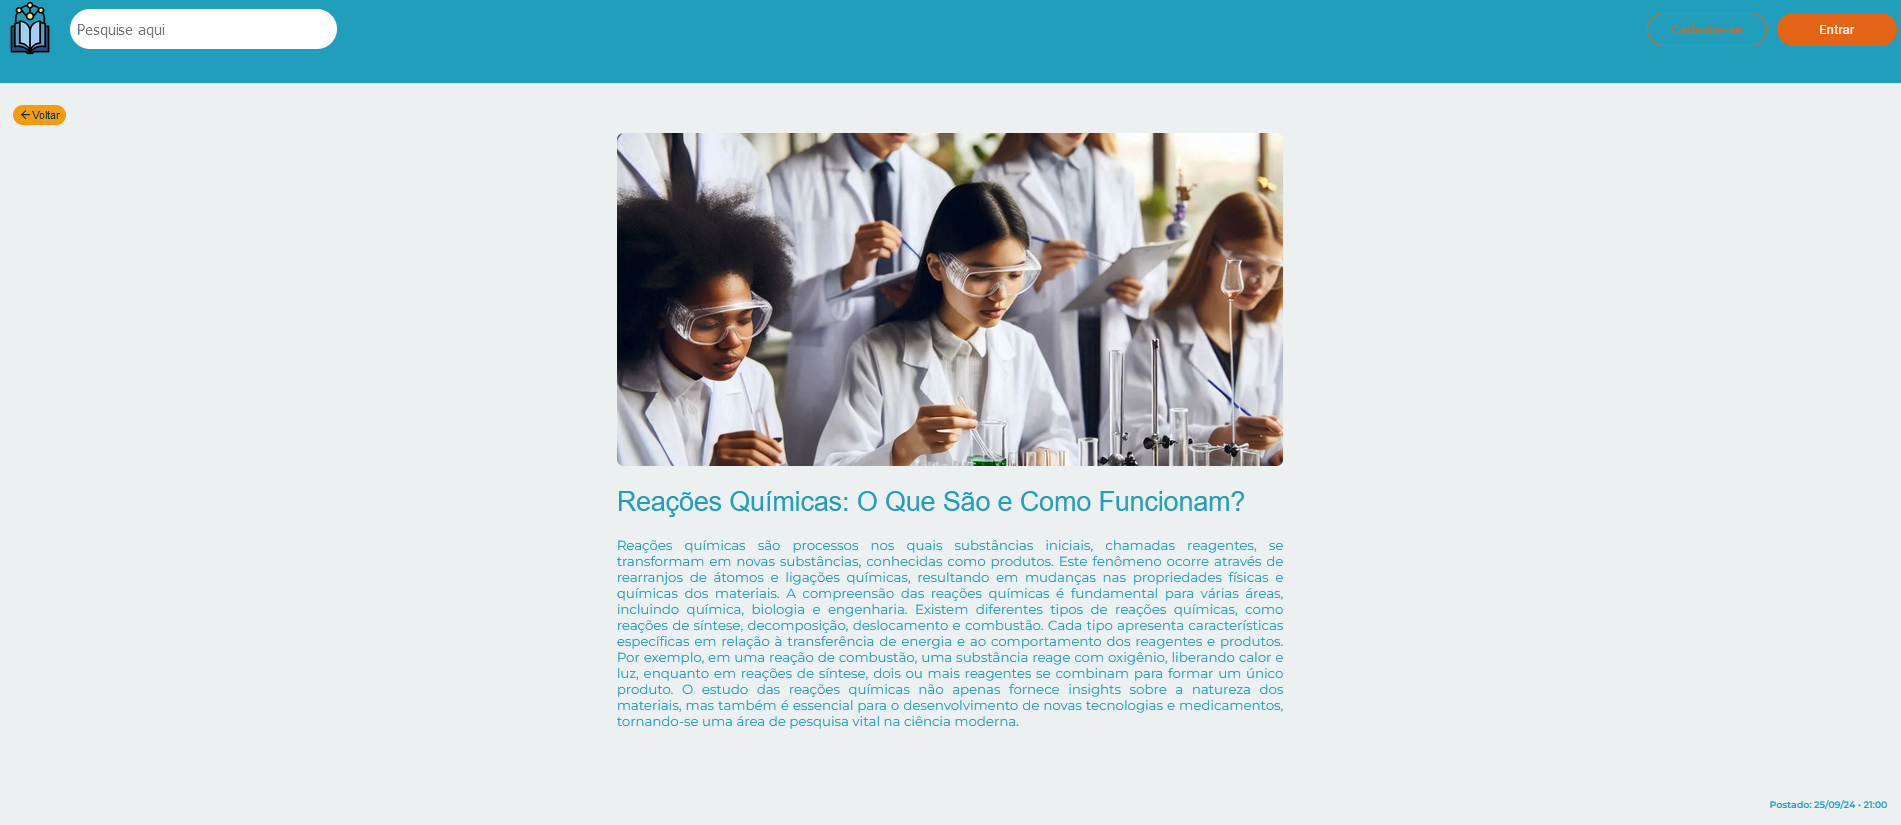 Pesquise aqui
Cadastre-se
Entrar
Voltar
Reações Químicas: O Que São e Como Funcionam?
Reações químicas são processos nos quais substâncias iniciais, chamadas reagentes, se
transformam em novas substâncias, conhecidas como produtos. Este fenômeno ocorre através de
rearranjos de átomos e ligações químicas, resultando em mudanças nas propriedades físicas e
químicas dos materiais. A compreensão das reações químicas é fundamental para várias áreas,
incluindo química, biologia e engenharia. Existem diferentes tipos de reações químicas, como
reações de síntese, decomposição, deslocamento e combustão. Cada tipo apresenta características
específicas em relação à transferência de energia e ao comportamento dos reagentes e produtos.
Por exemplo, em uma reação de combustão, uma substância reage com oxigênio, liberando calor e
luz, enquanto em reações de síntese, dois ou mais reagentes se combinam para formar um único
produto. O estudo das reações químicas não apenas fornece insights sobre a natureza dos
materiais, mas também é essencial para o desenvolvimento de novas tecnologias e medicamentos,
tornando-se uma área de pesquisa vital na ciência moderna.
Postado: 25/09/24 • 21:00